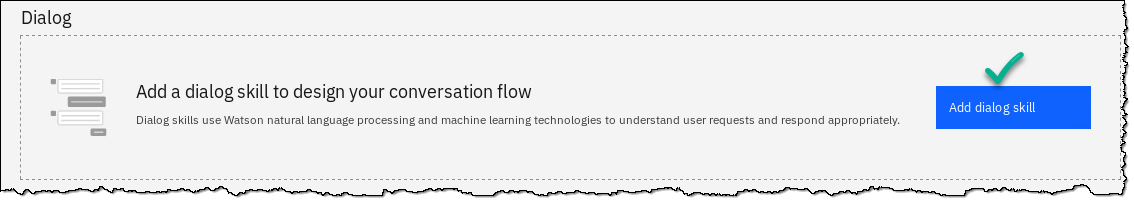 Dialog
Add a dialog skill to design your conversation flow
Dialog skills use Watson natural language processing and machine learning technologies to understand user requests and respond appropriately.
Add dialog skill